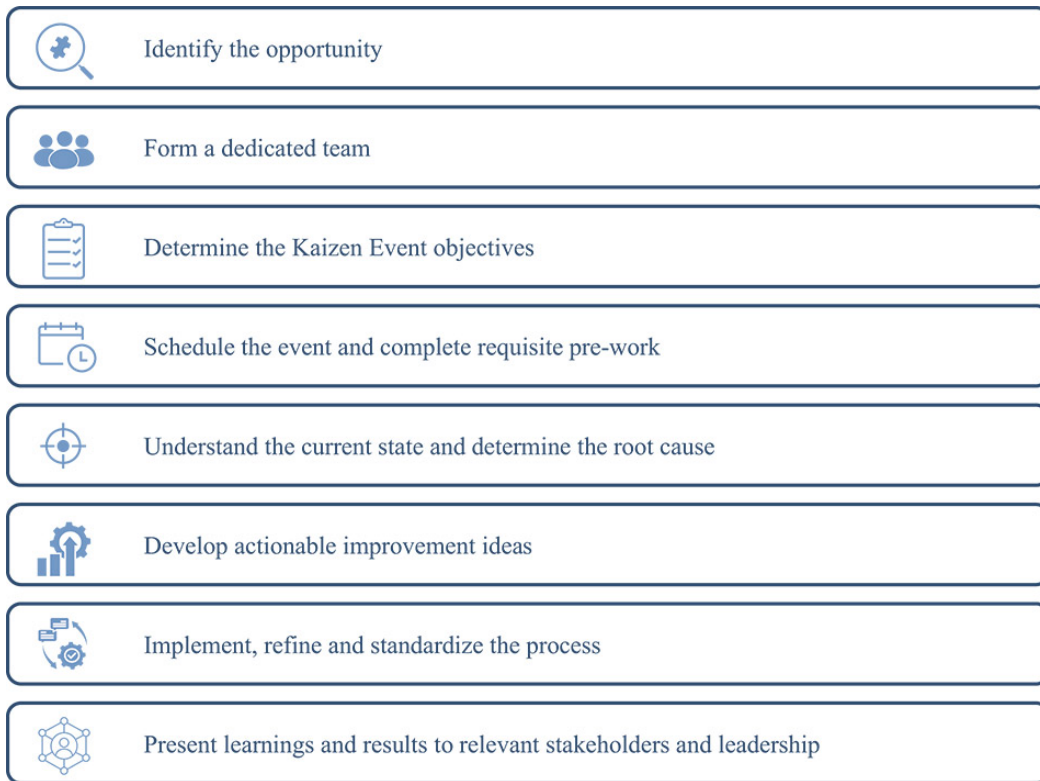 Identify the opportunity
Form a dedicated team
Determine the Kaizen Event objectives
Schedule the event and complete requisite pre-work
Understand the current state and determine the root cause
Develop actionable improvement ideas
Implement, refine and standardize the process
Present learnings and results to relevant stakeholders and leadership